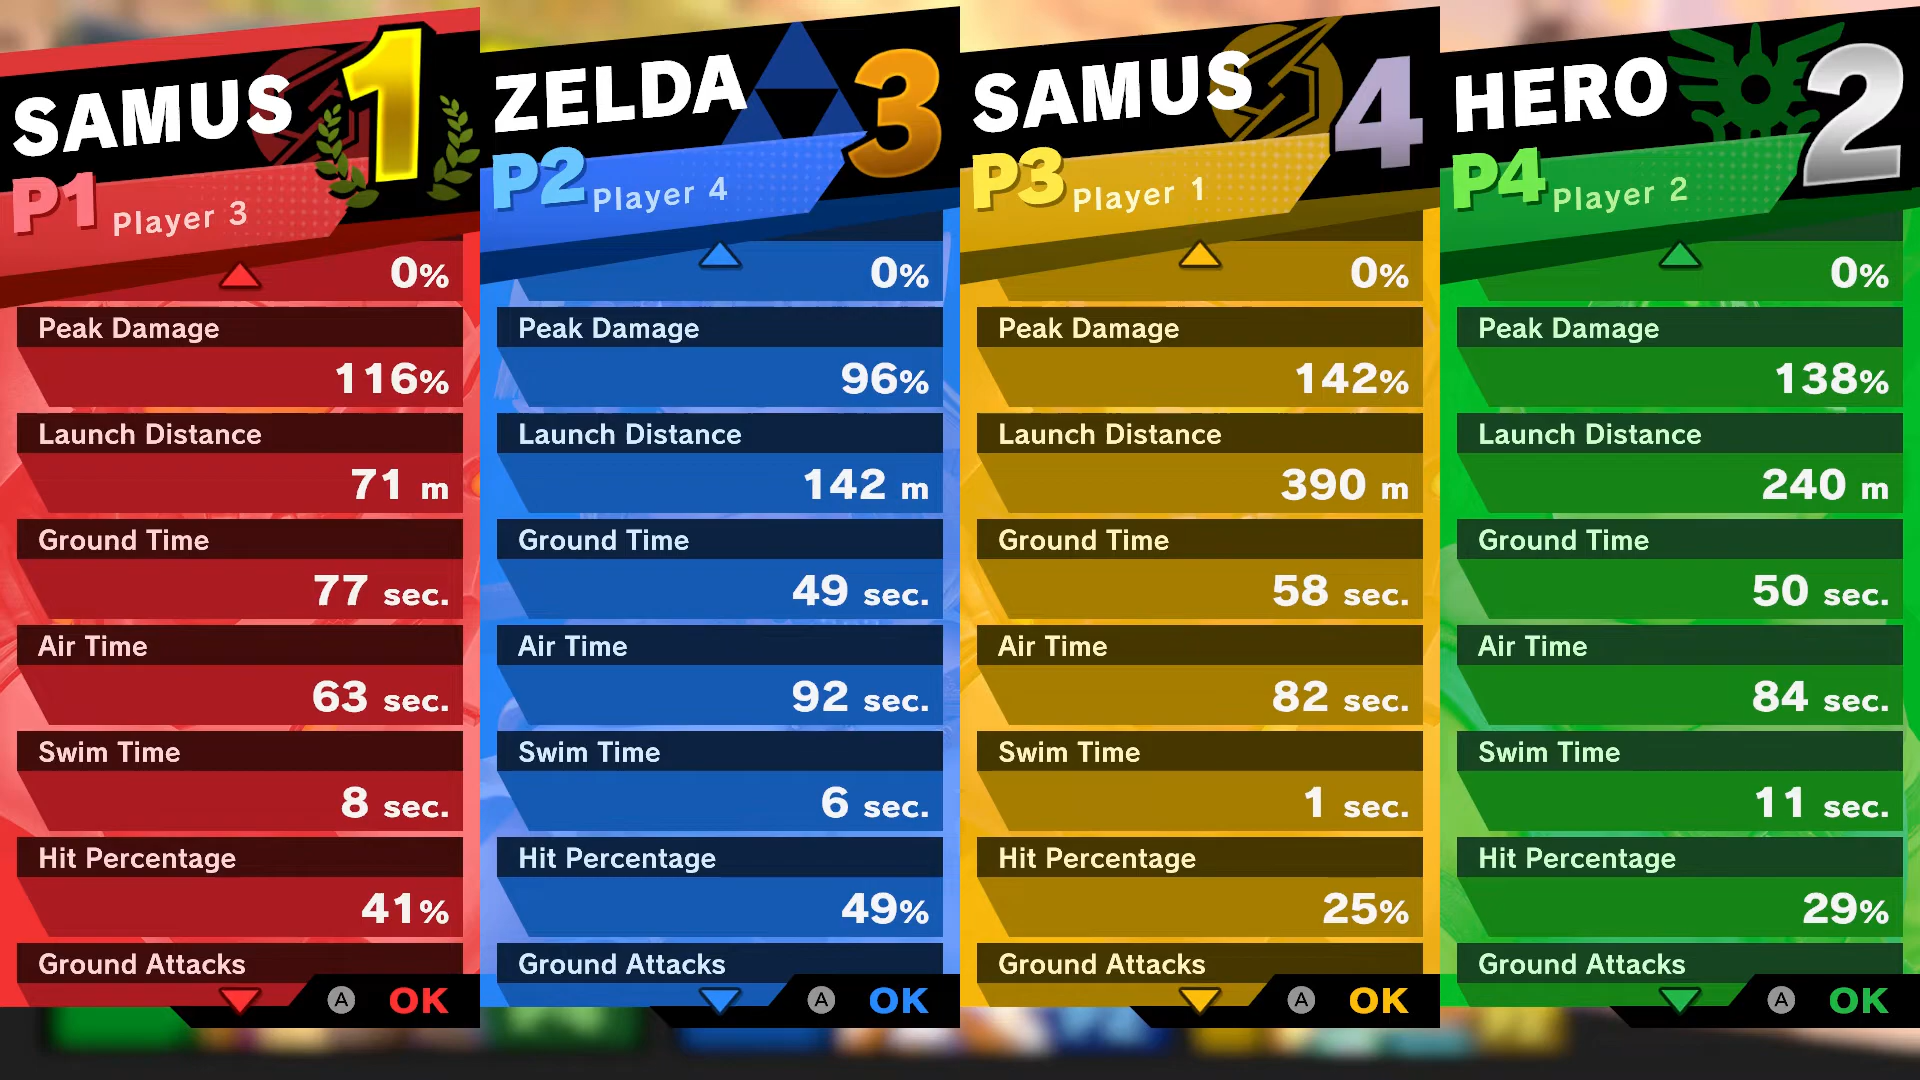 SAMUS 1
P1 Player 3
0%
Peak Damage
116%
Launch Distance
71 m
Ground Time
77 sec.
Air Time
63 sec.
Swim Time
8 sec.
Hit Percentage
41%
Ground Attacks
A OK
ZELDA 3
P2 Player 4
0%
Peak Damage
96%
Launch Distance
142 m
Ground Time
49 sec.
Air Time
92 sec.
Swim Time
6 sec.
Hit Percentage
49%
Ground Attacks
A OK
SAMUS 4
P3 Player 1
0%
Peak Damage
142%
Launch Distance
390 m
Ground Time
58 sec.
Air Time
82 sec.
Swim Time
1 sec.
Hit Percentage
25%
Ground Attacks
A OK
HERO 2
P4 Player 2
0%
Peak Damage
138%
Launch Distance
240 m
Ground Time
50 sec.
Air Time
84 sec.
Swim Time
11 sec.
Hit Percentage
29%
Ground Attacks
A OK